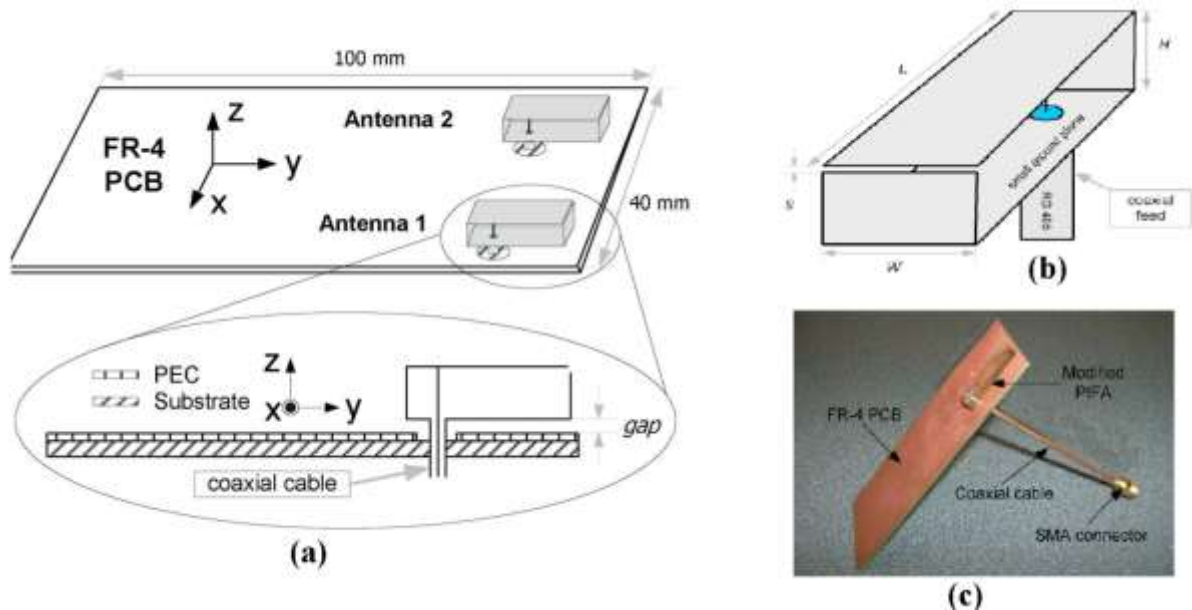 100 mm
Antenna 2
FR-4
PCB
z
y
x
Antenna 1
40 mm
PEC
Substrate
z
x
y
gap
coaxial cable
(a)
L
H
S
W
coaxial
feed
(b)
Modified
PIFA
FR-4 PCB
Coaxial cable
SMA connector
(c)